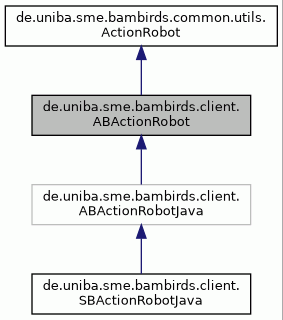 de.uniba.sme.bambirds.common.utils.
ActionRobot
de.uniba.sme.bambirds.client.
ABActionRobot
de.uniba.sme.bambirds.client.
ABActionRobotJava
de.uniba.sme.bambirds.client.
SBActionRobotJava